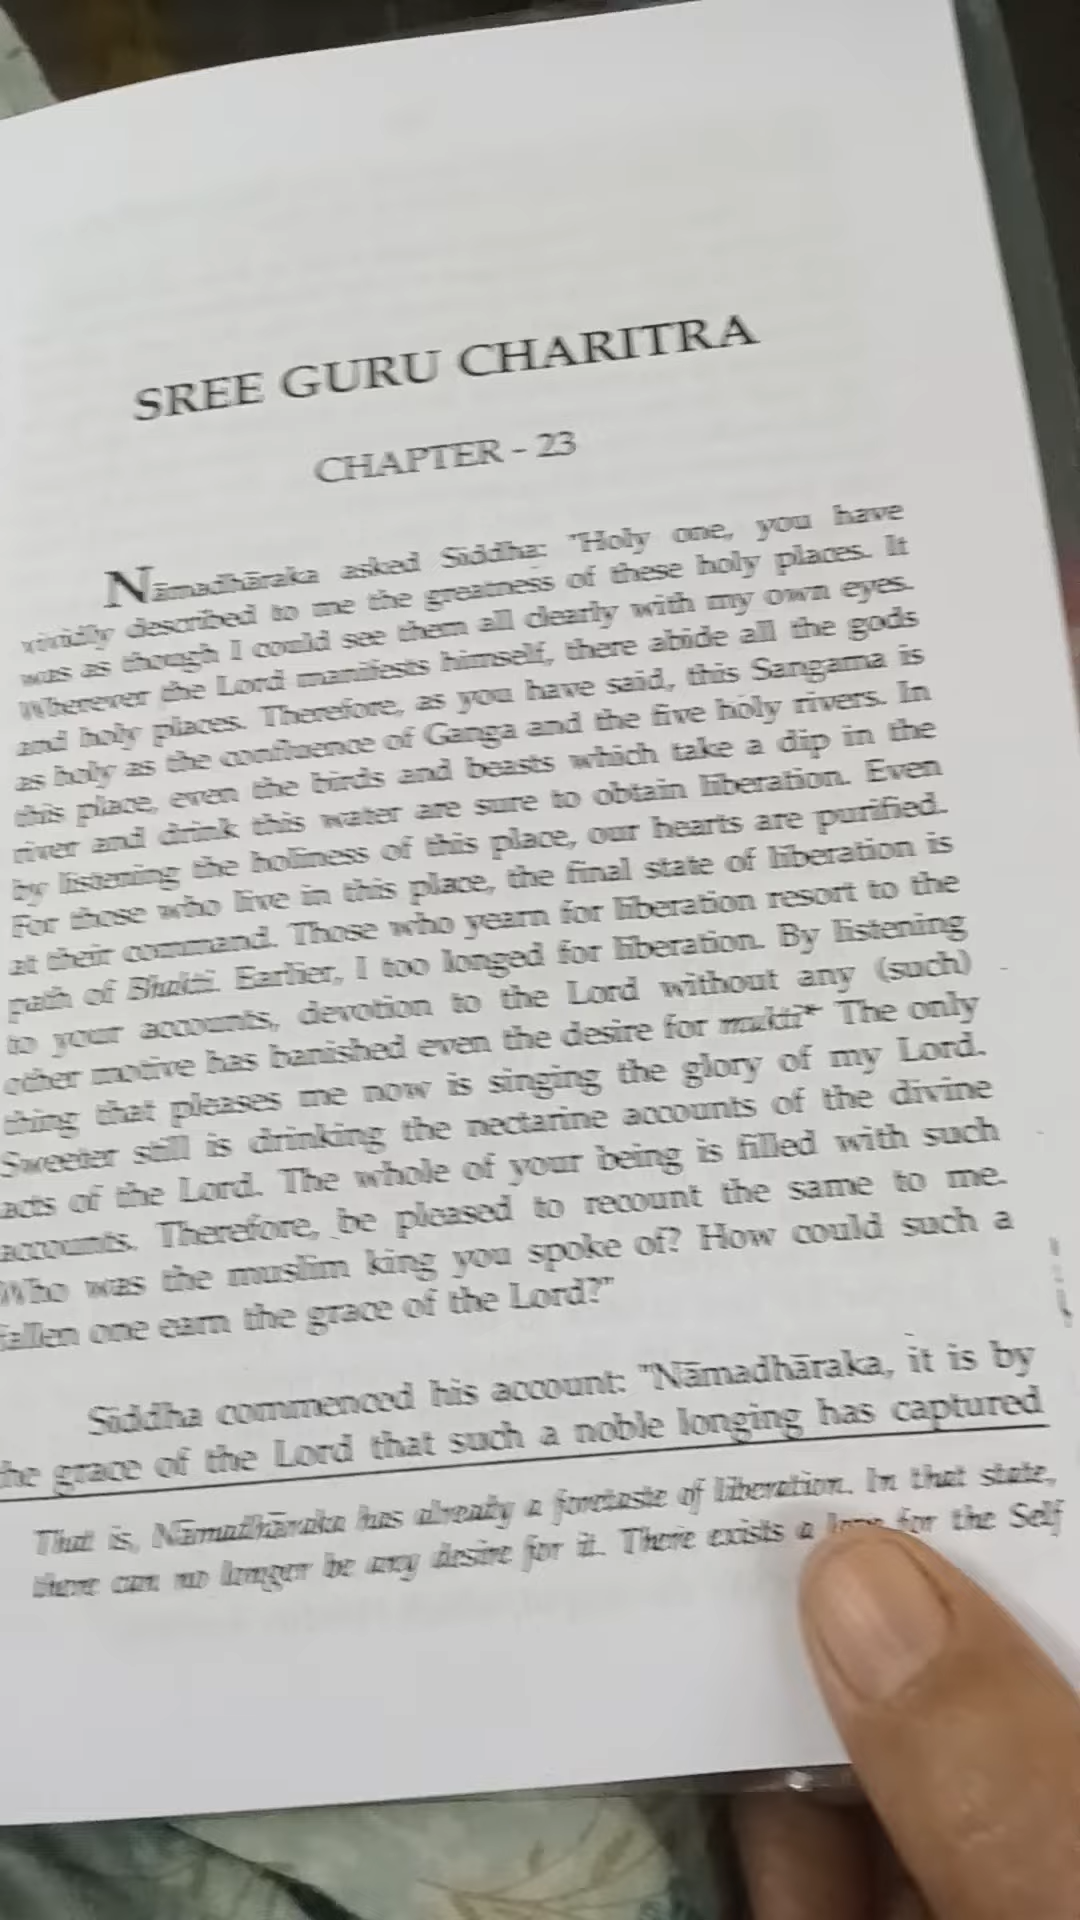 SREE GURU CHARITRA
CHAPTER - 23
Nāmadhāraka asked Siddha: "Holy one, you have
vividly described to me the greatness of these holy places. It
was as though I could see them all clearly with my own eyes.
Wherever the Lord manifests himself, there abide all the gods
and holy places. Therefore, as you have said, this Sangama is
as holy as the confluence of Ganga and the five holy rivers. In
this place, even the birds and beasts which take a dip in the
river and drink this water are sure to obtain liberation. Even
by listening the holiness of this place, our hearts are purified.
For those who live in this place, the final state of liberation is
at their command. Those who yearn for liberation resort to the
path of Bhakti. Earlier, I too longed for liberation. By listening
to your accounts, devotion to the Lord without any (such)
other motive has banished even the desire for mukti* The only
thing that pleases me now is singing the glory of my Lord.
Sweeter still is drinking the nectarine accounts of the divine
acts of the Lord. The whole of your being is filled with such
accounts. Therefore, be pleased to recount the same to me.
Who was the muslim king you spoke of? How could such a
fallen one earn the grace of the Lord?"
Siddha commenced his account: "Nāmadhāraka, it is by
the grace of the Lord that such a noble longing has captured
That is, Nāmadhāraka has already a foretaste of liberation. In that state,
there can no longer be any desire for it. There exists a for the Self